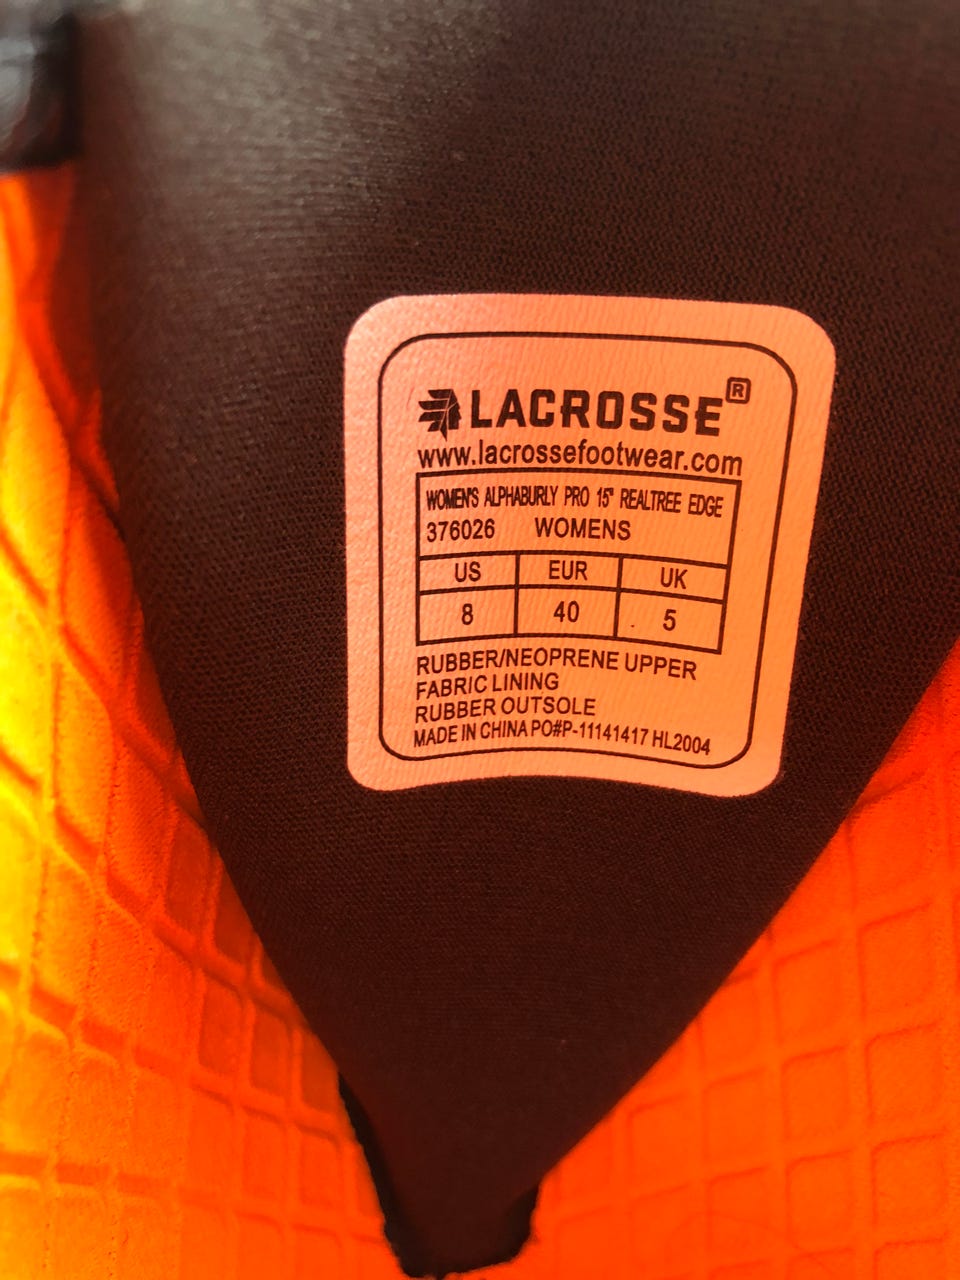 LACROSSE®
www.lacrossefootwear.com
WOMEN'S ALPHABURLY PRO 15" REALTREE EDGE
376026 WOMENS
US EUR UK
8 40 5
RUBBER/NEOPRENE UPPER
FABRIC LINING
RUBBER OUTSOLE
MADE IN CHINA PO#P-11141417 HL2004